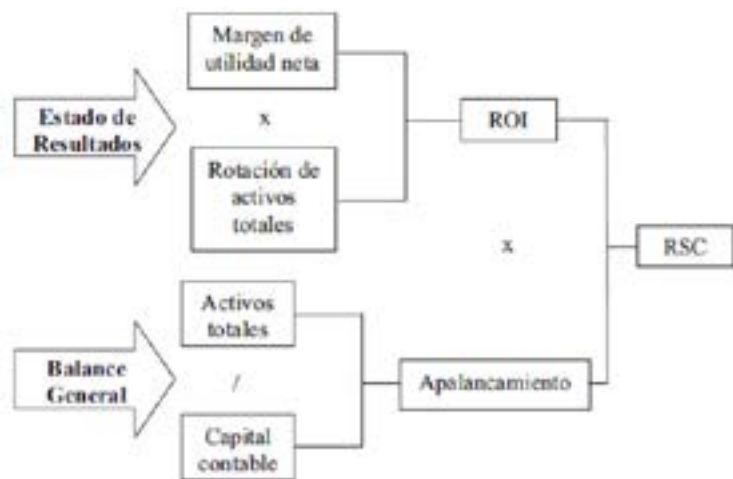 Margen de
utilidad neta
Estado de
Resultados
x
ROI
Rotación de
activos
totales
x
RSC
Activos
totales
Balance
General
/
Apalancamiento
Capital
contable